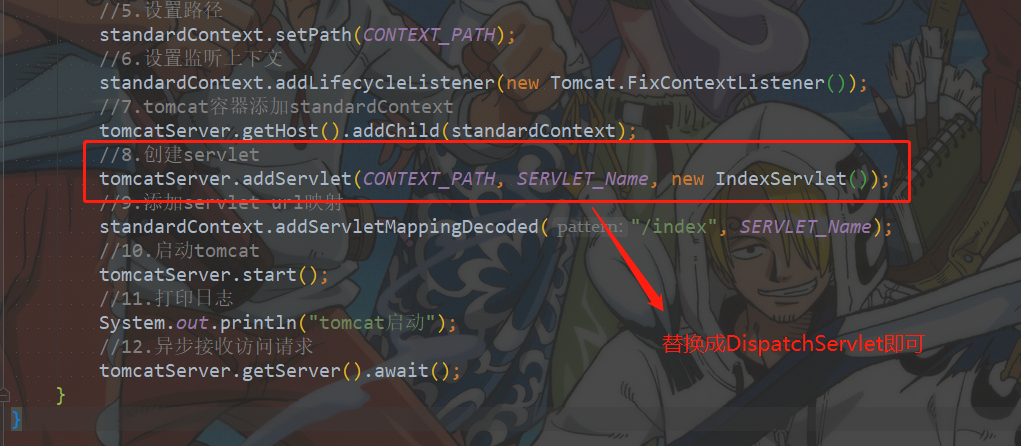 //5.设置路径
standardContext.setPath(CONTEXT_PATH);
//6.设置监听上下文
standardContext.addLifecycleListener(new Tomcat.FixContextListener());
//7.tomcat容器添加standardContext
tomcatServer.getHost().addChild(standardContext);
//8.创建servlet
tomcatServer.addServlet(CONTEXT_PATH, SERVLET_Name, new IndexServlet());
//9.添加servlet url映射
standardContext.addServletMappingDecoded( pattern: "/index", SERVLET_Name);
//10.启动tomcat
tomcatServer.start();
//11.打印日志
System.out.println("tomcat启动");
替换成DispatchServlet即可
//12.异步接收访问请求
tomcatServer.getServer().await();
}
}